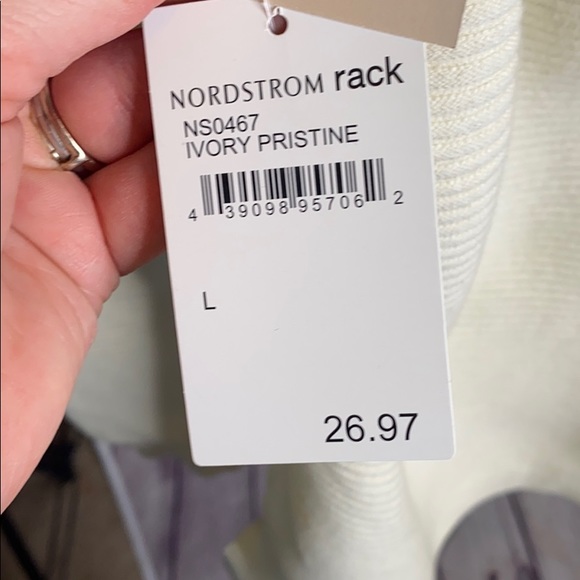 NORDSTROM rack
NS0467
IVORY PRISTINE
4 39098 95706 2
L
26.97